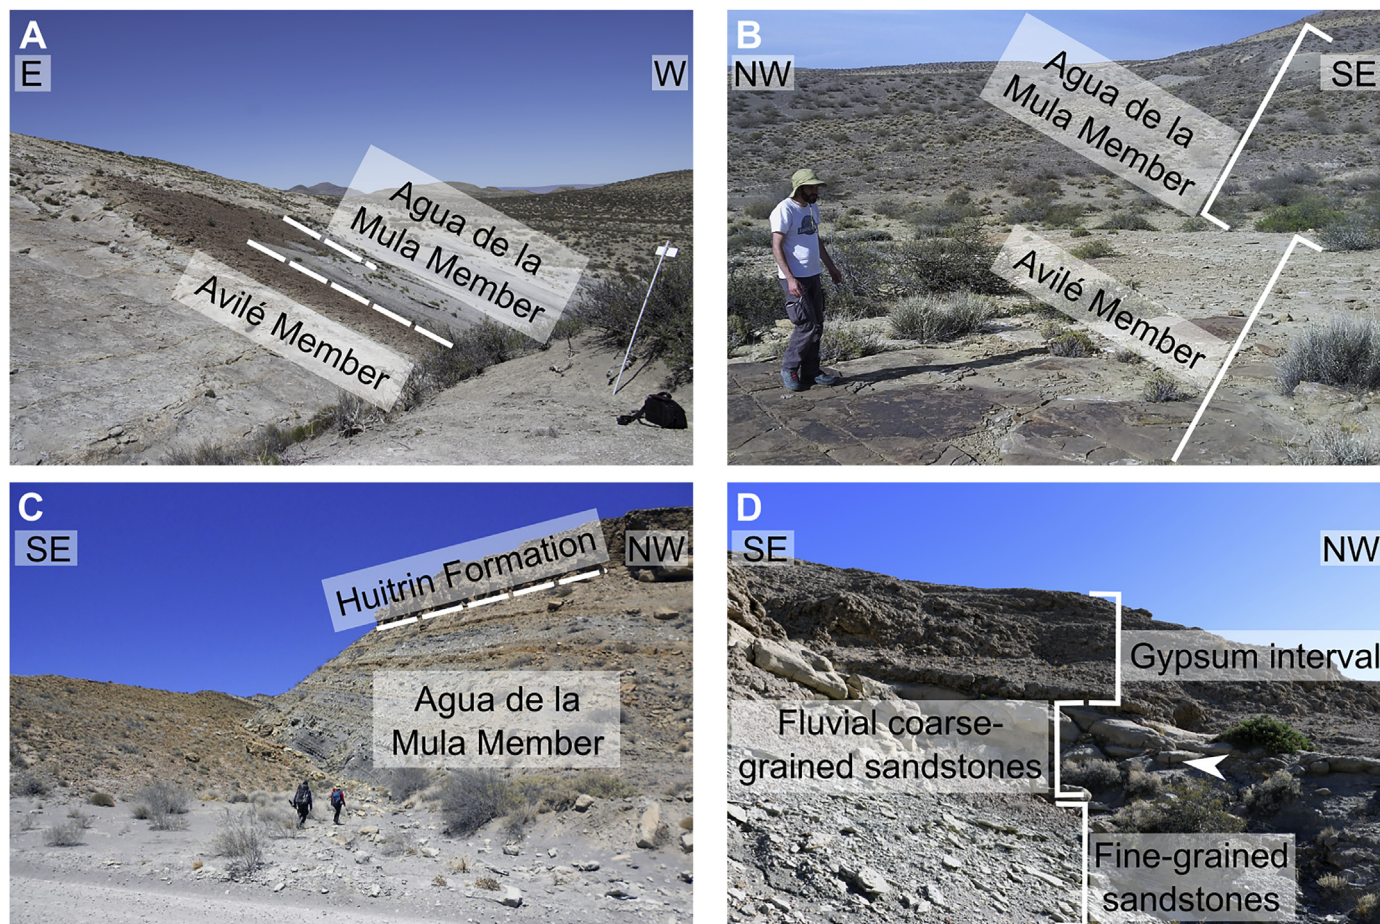 A
E
W
Agua de la
Mula Member
Avilé Member
B
NW
SE
Agua de la
Mula Member
Avilé Member
C
SE
NW
Huitrin Formation
Agua de la
Mula Member
D
SE
NW
Gypsum interval
Fluvial coarse-
grained sandstones
Fine-grained
sandstones